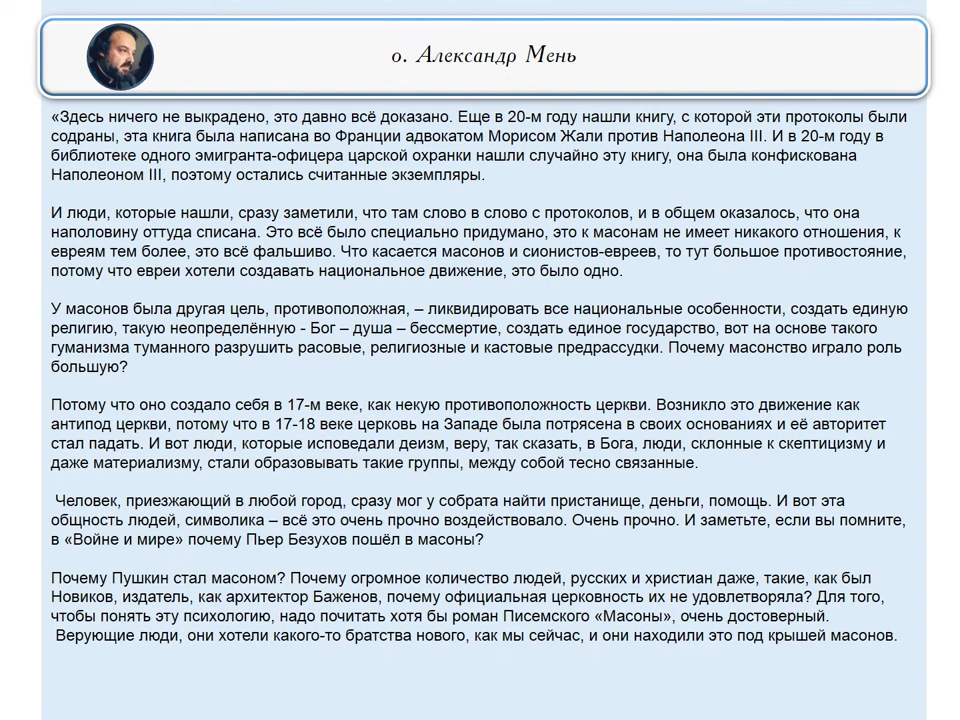 о. Александр Мень
«Здесь ничего не выкрадено, это давно всё доказано. Еще в 20-м году нашли книгу, с которой эти протоколы были
содраны, эта книга была написана во Франции адвокатом Морисом Жали против Наполеона III. И в 20-м году в
библиотеке одного эмигранта-офицера царской охранки нашли случайно эту книгу, она была конфискована
Наполеоном III, поэтому остались считанные экземпляры.
И люди, которые нашли, сразу заметили, что там слово в слово с протоколов, и в общем оказалось, что она
наполовину оттуда списана. Это всё было специально придумано, это к масонам не имеет никакого отношения, к
евреям тем более, это всё фальшиво. Что касается масонов и сионистов-евреев, то тут большое противостояние,
потому что евреи хотели создавать национальное движение, это было одно.
У масонов была другая цель, противоположная, – ликвидировать все национальные особенности, создать единую
религию, такую неопределённую - Бог – душа – бессмертие, создать единое государство, вот на основе такого
гуманизма туманного разрушить расовые, религиозные и кастовые предрассудки. Почему масонство играло роль
большую?
Потому что оно создало себя в 17-м веке, как некую противоположность церкви. Возникло это движение как
антипод церкви, потому что в 17-18 веке церковь на Западе была потрясена в своих основаниях и её авторитет
стал падать. И вот люди, которые исповедали деизм, веру, так сказать, в Бога, люди, склонные к скептицизму и
даже материализму, стали образовывать такие группы, между собой тесно связанные.
Человек, приезжающий в любой город, сразу мог у собрата найти пристанище, деньги, помощь. И вот эта
общность людей, символика – всё это очень прочно воздействовало. Очень прочно. И заметьте, если вы помните,
в «Войне и мире» почему Пьер Безухов пошёл в масоны?
Почему Пушкин стал масоном? Почему огромное количество людей, русских и христиан даже, такие, как был
Новиков, издатель, как архитектор Баженов, почему официальная церковность их не удовлетворяла? Для того,
чтобы понять эту психологию, надо почитать хотя бы роман Писемского «Масоны», очень достоверный.
Верующие люди, они хотели какого-то братства нового, как мы сейчас, и они находили это под крышей масонов.